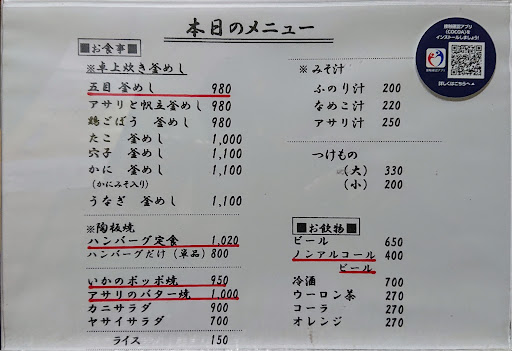 本日のメニュー
■お食事■
※卓上炊き釜めし
五目 釜めし 980
アサリと帆立釜めし 980
鶏ごぼう 釜めし 980
たこ 釜めし 1,000
穴子 釜めし 1,100
かに 釜めし 1,100
(かにみそ入り)
うなぎ 釜めし 1,100
※陶板焼
ハンバーグ定食 1,020
ハンバーグだけ (単品) 800
いかのポッポ焼 950
アサリのバター焼 1,000
カニサラダ 900
ヤサイサラダ 700
ライス 150
※ みそ汁
ふのり汁 200
なめこ汁 220
アサリ汁 250
つけもの
(大) 330
(小) 200
■お飲物■
ビール 650
ノンアルコール 400
ビール
冷酒 700
ウーロン茶 270
コーラ 270
オレンジ 270
接触確認アプリ
(COCOA)を
インストールしましょう!
詳しくはこちらへ▲